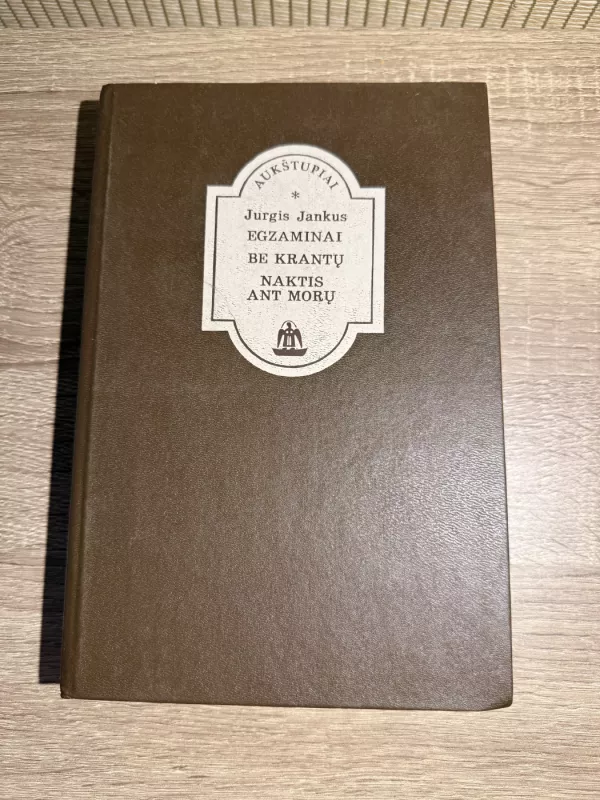 AUKŠTUPIAI
*
Jurgis Jankus
EGZAMINAI
BE KRANTŲ
NAKTIS
ANT MORŲ